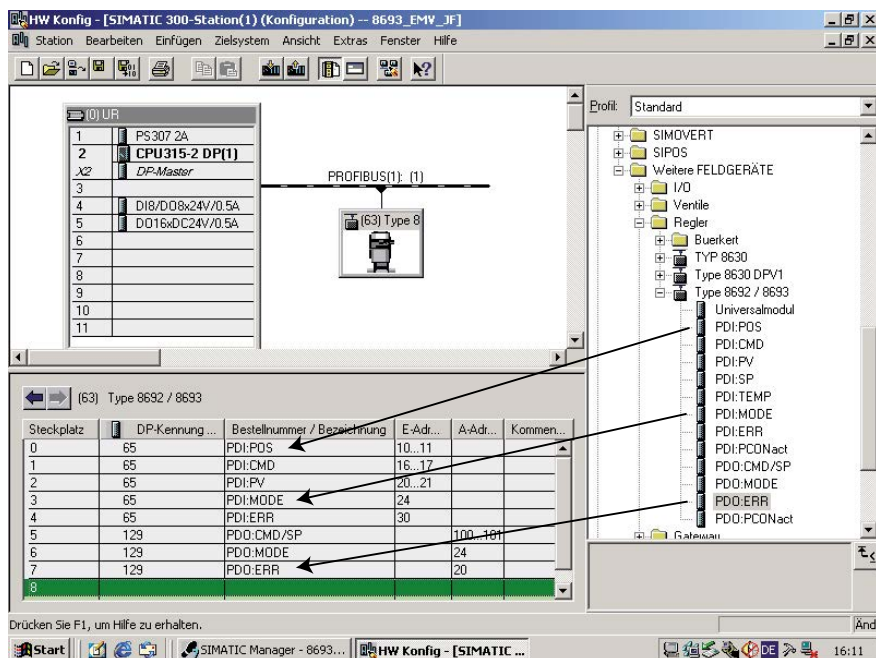 HW Konfig - [SIMATIC 300-Station(1) (Konfiguration) -- 8693_EMV_JF]
Station Bearbeiten Einfügen Zielsystem Ansicht Extras Fenster Hilfe
(0) UR
1 PS307 2A
2 CPU315-2 DP(1)
X2 DP-Master
3
4 DI8/DO8x24V/0.5A
5 DO16xDC24V/0.5A
6
7
8
9
10
11
PROFIBUS(1): (1)
(63) Type 8
Profil: Standard
SIMOVERT
SIPOS
Weitere FELDGERÄTE
I/O
Ventile
Regler
Buerkert
TYP 8630
Type 8630 DPV1
Type 8692 / 8693
Universalmodul
PDI:POS
PDI:CMD
PDI:PV
PDI:SP
PDI:TEMP
PDI:MODE
PDI:ERR
PDI:PCONact
PDO:CMD/SP
PDO:MODE
PDO:ERR
PDO:PCONact
Gateway
(63) Type 8692 / 8693
Steckplatz DP-Kennung ... Bestellnummer / Bezeichnung E-Adr... A-Adr... Kommen...
0 65 PDI:POS 10...11
1 65 PDI:CMD 16...17
2 65 PDI:PV 20...21
3 65 PDI:MODE 24
4 65 PDI:ERR 30
5 129 PDO:CMD/SP 100...101
6 129 PDO:MODE 24
7 129 PDO:ERR 20
8
Drücken Sie F1, um Hilfe zu erhalten.
Änd
Start SIMATIC Manager - 8693... HW Konfig - [SIMATIC ... DE 16:11